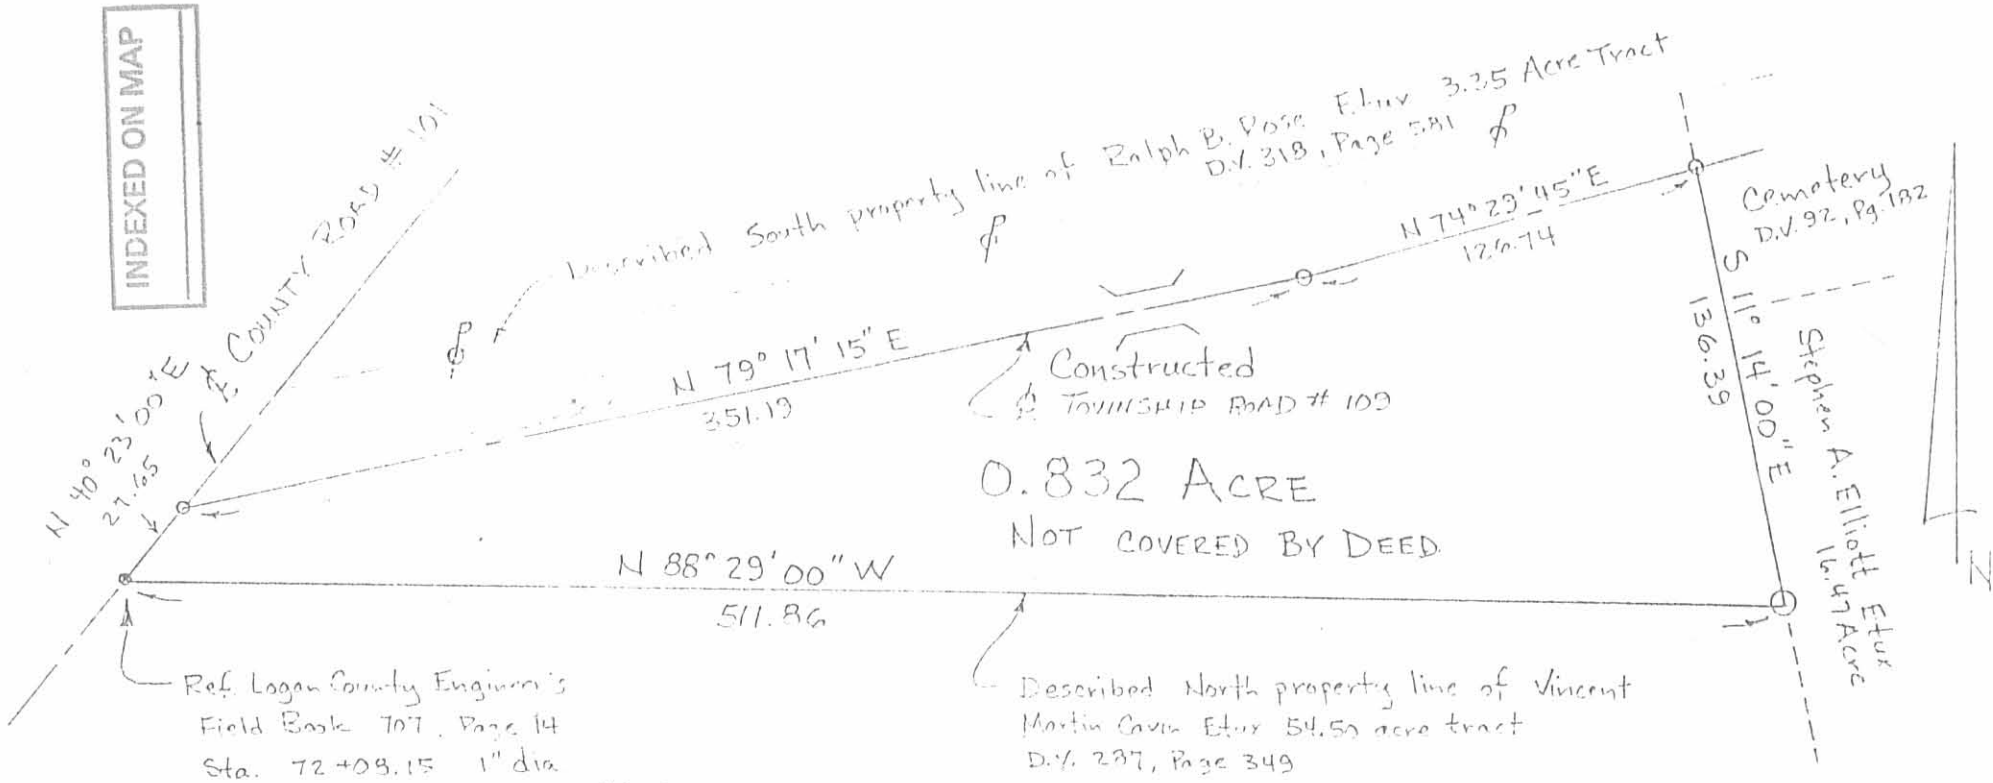 INDEXED ON MAP
℄ COUNTY ROAD # 101
Described South property line of Ralph B. Etux 3.35 Acre Tract
D.V. 318, Page 581
N 74° 29' 45" E
126.74
Cemetery
D.V. 92, Pg. 182
S 11° 14' 00" E
136.39
Stephen A. Elliott Etux
16.47 Acre
N 40° 23' 00" E
27.65
N 79° 17' 15" E
351.19
Constructed
℄ TOWNSHIP ROAD # 109
0.832 ACRE
NOT COVERED BY DEED.
N 88° 29' 00" W
511.86
N
Ref. Logan County Engineer's
Field Book 707, Page 14
Sta. 72+08.15 1" dia
Described North property line of Vincent
Martin Etux 54.50 acre tract
D.V. 287, Page 349